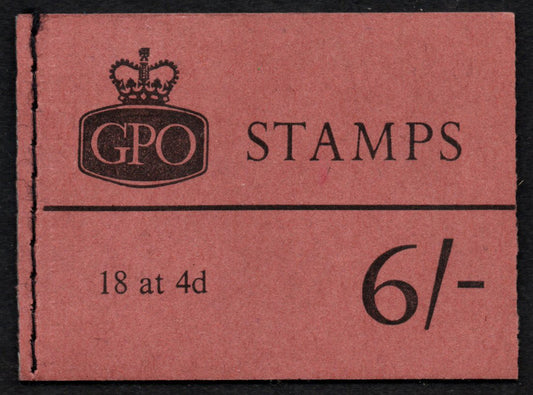 GPO
STAMPS
18 at 4d
6/-